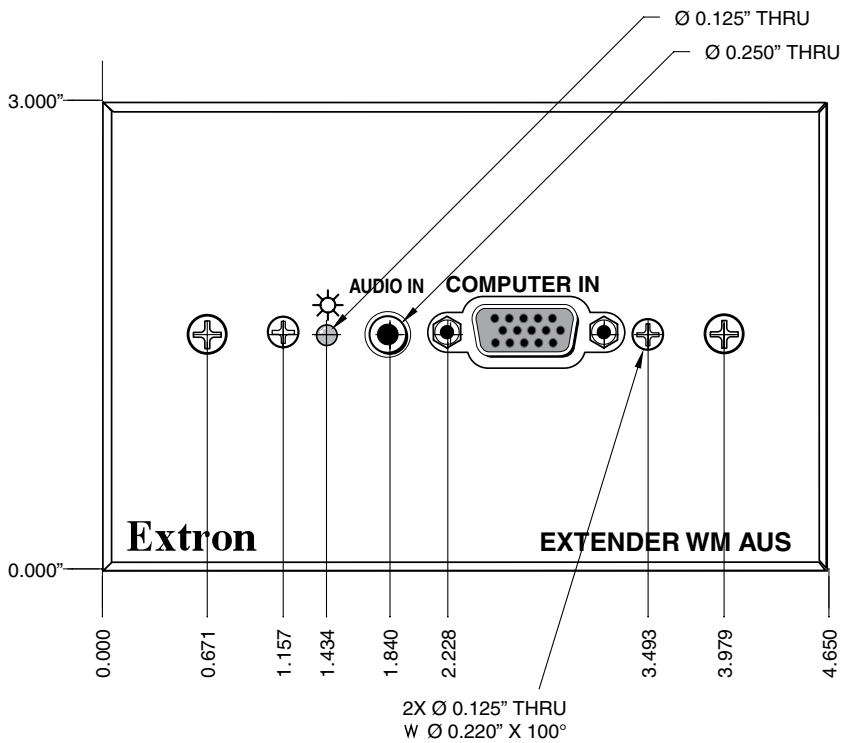 Ø 0.125” THRU
Ø 0.250” THRU
3.000”
AUDIO IN
COMPUTER IN
Extron
EXTENDER WM AUS
0.000”
0.000
0.671
1.157
1.434
1.840
2.228
3.493
3.979
4.650
2X Ø 0.125” THRU
Ø 0.220” X 100°